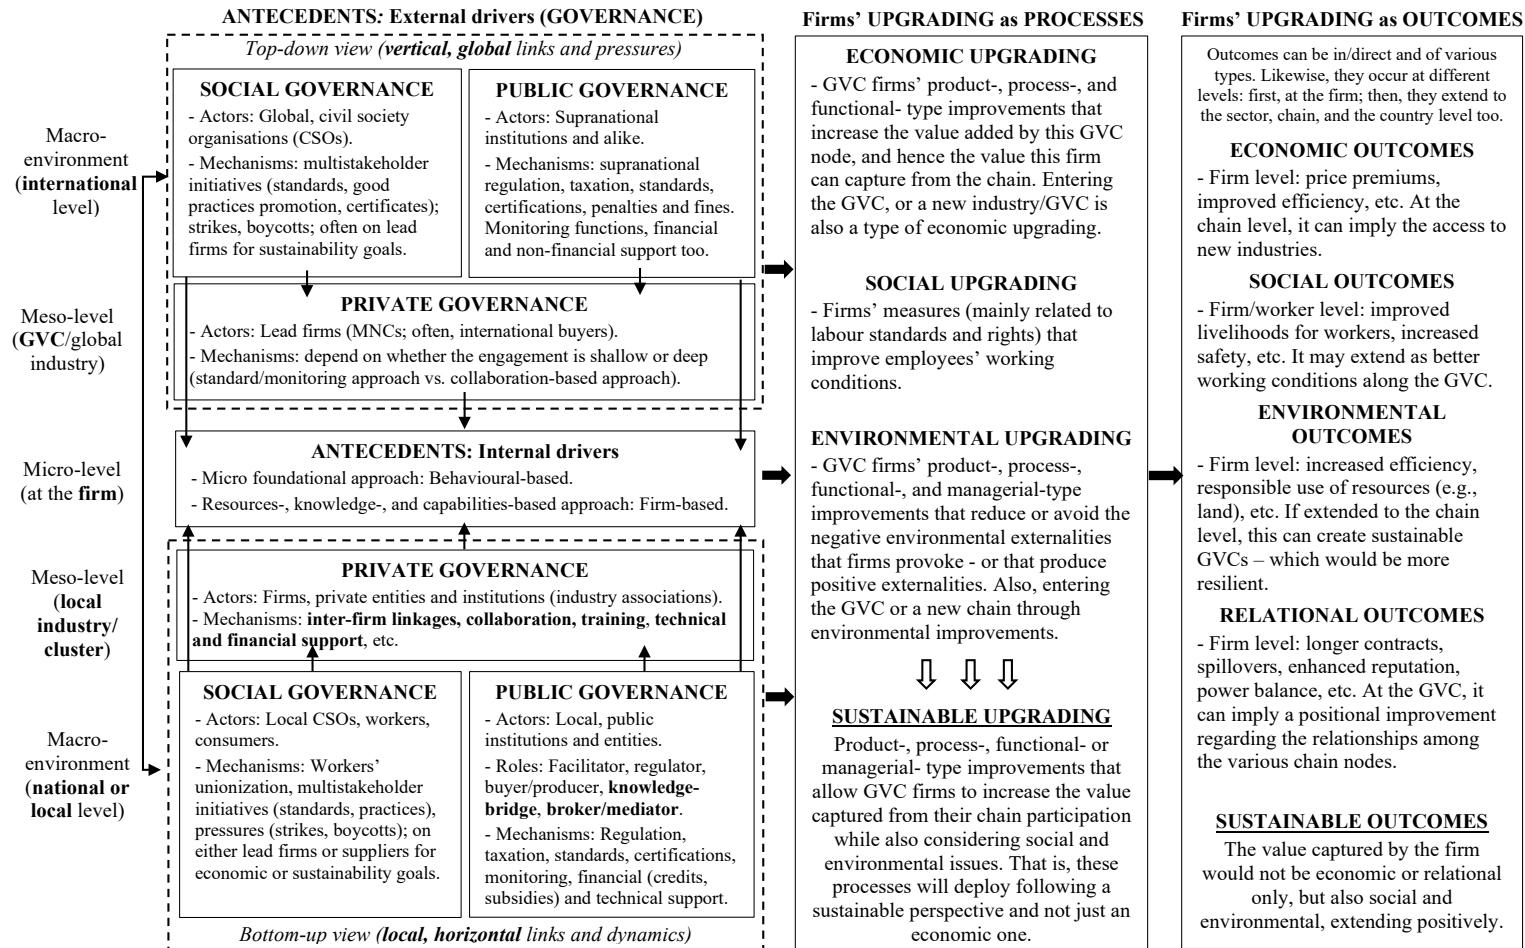 ANTECEDENTS: External drivers (GOVERNANCE)
Top-down view (vertical, global links and pressures)
SOCIAL GOVERNANCE
- Actors: Global, civil society
organisations (CSOs).
- Mechanisms: multistakeholder
initiatives (standards, good
practices promotion, certificates);
strikes, boycotts; often on lead
firms for sustainability goals.
PUBLIC GOVERNANCE
- Actors: Supranational
institutions and alike.
- Mechanisms: supranational
regulation, taxation, standards,
certifications, penalties and fines.
Monitoring functions, financial
and non-financial support too.
Macro-
environment
(international
level)
PRIVATE GOVERNANCE
- Actors: Lead firms (MNCs; often, international buyers).
- Mechanisms: depend on whether the engagement is shallow or deep
(standard/monitoring approach vs. collaboration-based approach).
Meso-level
(GVC/global
industry)
ANTECEDENTS: Internal drivers
- Micro foundational approach: Behavioural-based.
- Resources-, knowledge-, and capabilities-based approach: Firm-based.
Micro-level
(at the firm)
PRIVATE GOVERNANCE
- Actors: Firms, private entities and institutions (industry associations).
- Mechanisms: inter-firm linkages, collaboration, training, technical
and financial support, etc.
Meso-level
(local
industry/
cluster)
SOCIAL GOVERNANCE
- Actors: Local CSOs, workers,
consumers.
- Mechanisms: Workers'
unionization, multistakeholder
initiatives (standards, practices),
pressures (strikes, boycotts); on
either lead firms or suppliers for
economic or sustainability goals.
PUBLIC GOVERNANCE
- Actors: Local, public
institutions and entities.
- Roles: Facilitator, regulator,
buyer/producer, knowledge-
bridge, broker/mediator.
- Mechanisms: Regulation,
taxation, standards, certifications,
monitoring, financial (credits,
subsidies) and technical support.
Macro-
environment
(national or
local level)
Bottom-up view (local, horizontal links and dynamics)
Firms' UPGRADING as PROCESSES
ECONOMIC UPGRADING
- GVC firms' product-, process-, and
functional- type improvements that
increase the value added by this GVC
node, and hence the value this firm
can capture from the chain. Entering
the GVC, or a new industry/GVC is
also a type of economic upgrading.
SOCIAL UPGRADING
- Firms' measures (mainly related to
labour standards and rights) that
improve employees' working
conditions.
ENVIRONMENTAL UPGRADING
- GVC firms' product-, process-,
functional-, and managerial-type
improvements that reduce or avoid the
negative environmental externalities
that firms provoke - or that produce
positive externalities. Also, entering
the GVC or a new chain through
environmental improvements.
SUSTAINABLE UPGRADING
Product-, process-, functional- or
managerial- type improvements that
allow GVC firms to increase the value
captured from their chain participation
while also considering social and
environmental issues. That is, these
processes will deploy following a
sustainable perspective and not just an
economic one.
Firms' UPGRADING as OUTCOMES
Outcomes can be in/direct and of various
types. Likewise, they occur at different
levels: first, at the firm; then, they extend to
the sector, chain, and the country level too.
ECONOMIC OUTCOMES
- Firm level: price premiums,
improved efficiency, etc. At the
chain level, it can imply the access to
new industries.
SOCIAL OUTCOMES
- Firm/worker level: improved
livelihoods for workers, increased
safety, etc. It may extend as better
working conditions along the GVC.
ENVIRONMENTAL
OUTCOMES
- Firm level: increased efficiency,
responsible use of resources (e.g.,
land), etc. If extended to the chain
level, this can create sustainable
GVCs – which would be more
resilient.
RELATIONAL OUTCOMES
- Firm level: longer contracts,
spillovers, enhanced reputation,
power balance, etc. At the GVC, it
can imply a positional improvement
regarding the relationships among
the various chain nodes.
SUSTAINABLE OUTCOMES
The value captured by the firm
would not be economic or relational
only, but also social and
environmental, extending positively.